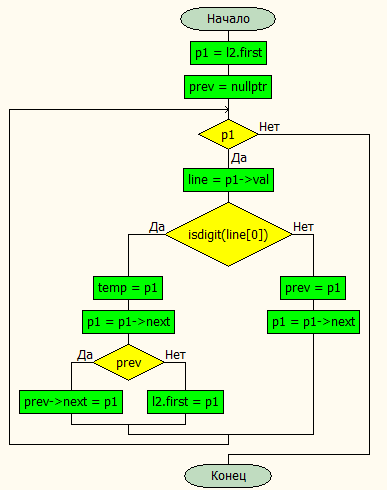 Начало
p1 = l2.first
prev = nullptr
p1
Нет
Да
line = p1->val
isdigit(line[0])
Да
Нет
temp = p1
prev = p1
p1 = p1->next
p1 = p1->next
prev
Да
Нет
prev->next = p1
l2.first = p1
Конец